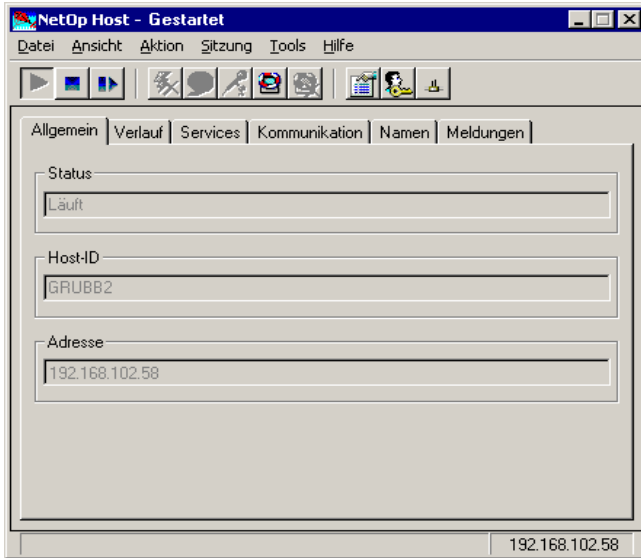 NetOp Host - Gestartet
Datei Ansicht Aktion Sitzung Tools Hilfe
Allgemein Verlauf Services Kommunikation Namen Meldungen
Status
Läuft
Host-ID
GRUBB2
Adresse
192.168.102.58
192.168.102.58